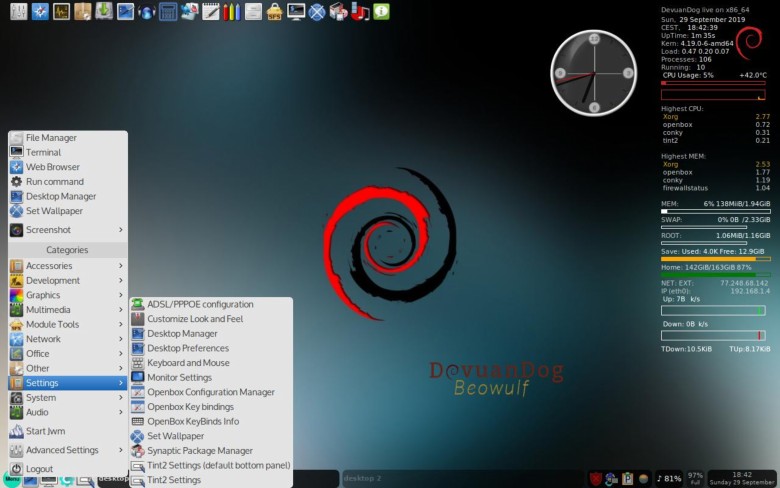 DevuanDog live on x86_64
Sun, 29 September 2019
CEST, 18:42:39
UpTime: 1m 35s
Kern: 4.19.0-6-amd64
Load: 0.47 0.20 0.07
Processes: 106
Running: 10
CPU Usage: 5% +42.0°C
Highest CPU:
Xorg 2.77
openbox 0.72
conky 0.31
tint2 0.21
Highest MEM:
Xorg 2.53
openbox 1.77
conky 1.19
firewallstatus 1.04
MEM: 6% 138MiB/1.94GiB
SWAP: 0% 0B /2.33GiB
ROOT: 1.06MiB/1.16GiB
Save: Used: 4.0K Free: 12.9GiB
Home: 142GiB/163GiB 87%
NET: EXT: 77.248.68.142
IP (eth0): 192.168.1.4
Up: 7B k/s
Down: 0B k/s
TDown:10.5KiB TUp:8.17KiB
File Manager
Terminal
Web Browser
Run command
Desktop Manager
Set Wallpaper
Screenshot
Categories
Accessories
Development
Graphics
Multimedia
Module Tools
Network
Office
Other
Settings
System
Audio
Start Jwm
Advanced Settings
Logout
ADSL/PPPOE configuration
Customize Look and Feel
Desktop Manager
Desktop Preferences
Keyboard and Mouse
Monitor Settings
Openbox Configuration Manager
Openbox Key bindings
OpenBox KeyBinds Info
Set Wallpaper
Synaptic Package Manager
Tint2 Settings (default bottom panel)
Tint2 Settings
DevuanDog
Beowulf
Menu
desktop 2
81%
97%
Full
18:42
Sunday 29 September